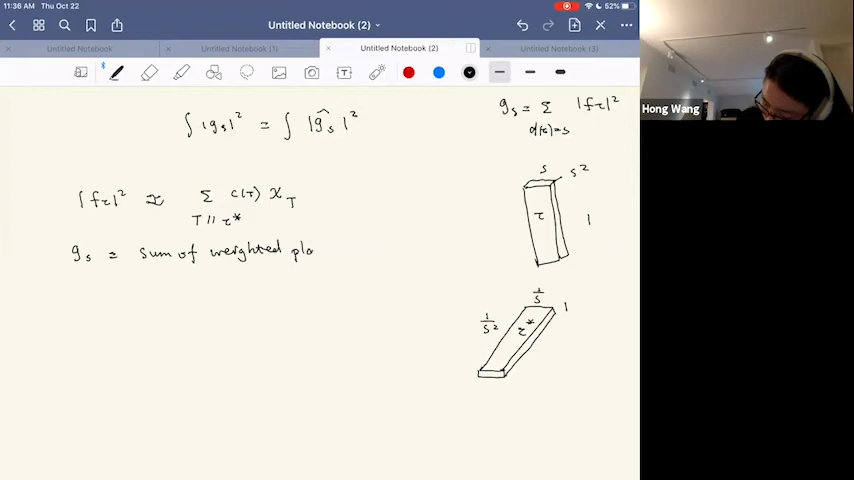 11:36 AM Thu Oct 22
52%
Untitled Notebook (2)
Untitled Notebook
Untitled Notebook (1)
Untitled Notebook (2)
Untitled Notebook (3)
Hong Wang
∫|g_s|² = ∫|ĝ_s|²
g_s = Σ_{d(τ)=s} |f_τ|²
|f_τ|² ≈ Σ_{T∥τ*} c(T) χ_T
g_s = sum of weighted pla
s s²
τ 1
1/s 1
1/s² τ*